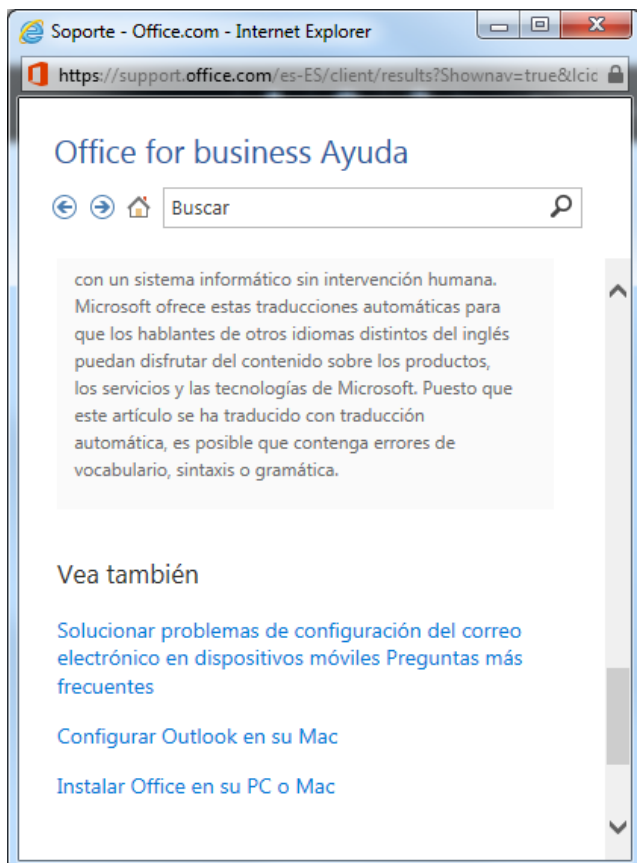 Soporte - Office.com - Internet Explorer
https://support.office.com/es-ES/client/results?Shownav=true&lcic
Office for business Ayuda
Buscar
con un sistema informático sin intervención humana.
Microsoft ofrece estas traducciones automáticas para
que los hablantes de otros idiomas distintos del inglés
puedan disfrutar del contenido sobre los productos,
los servicios y las tecnologías de Microsoft. Puesto que
este artículo se ha traducido con traducción
automática, es posible que contenga errores de
vocabulario, sintaxis o gramática.
Vea también
Solucionar problemas de configuración del correo
electrónico en dispositivos móviles Preguntas más
frecuentes
Configurar Outlook en su Mac
Instalar Office en su PC o Mac